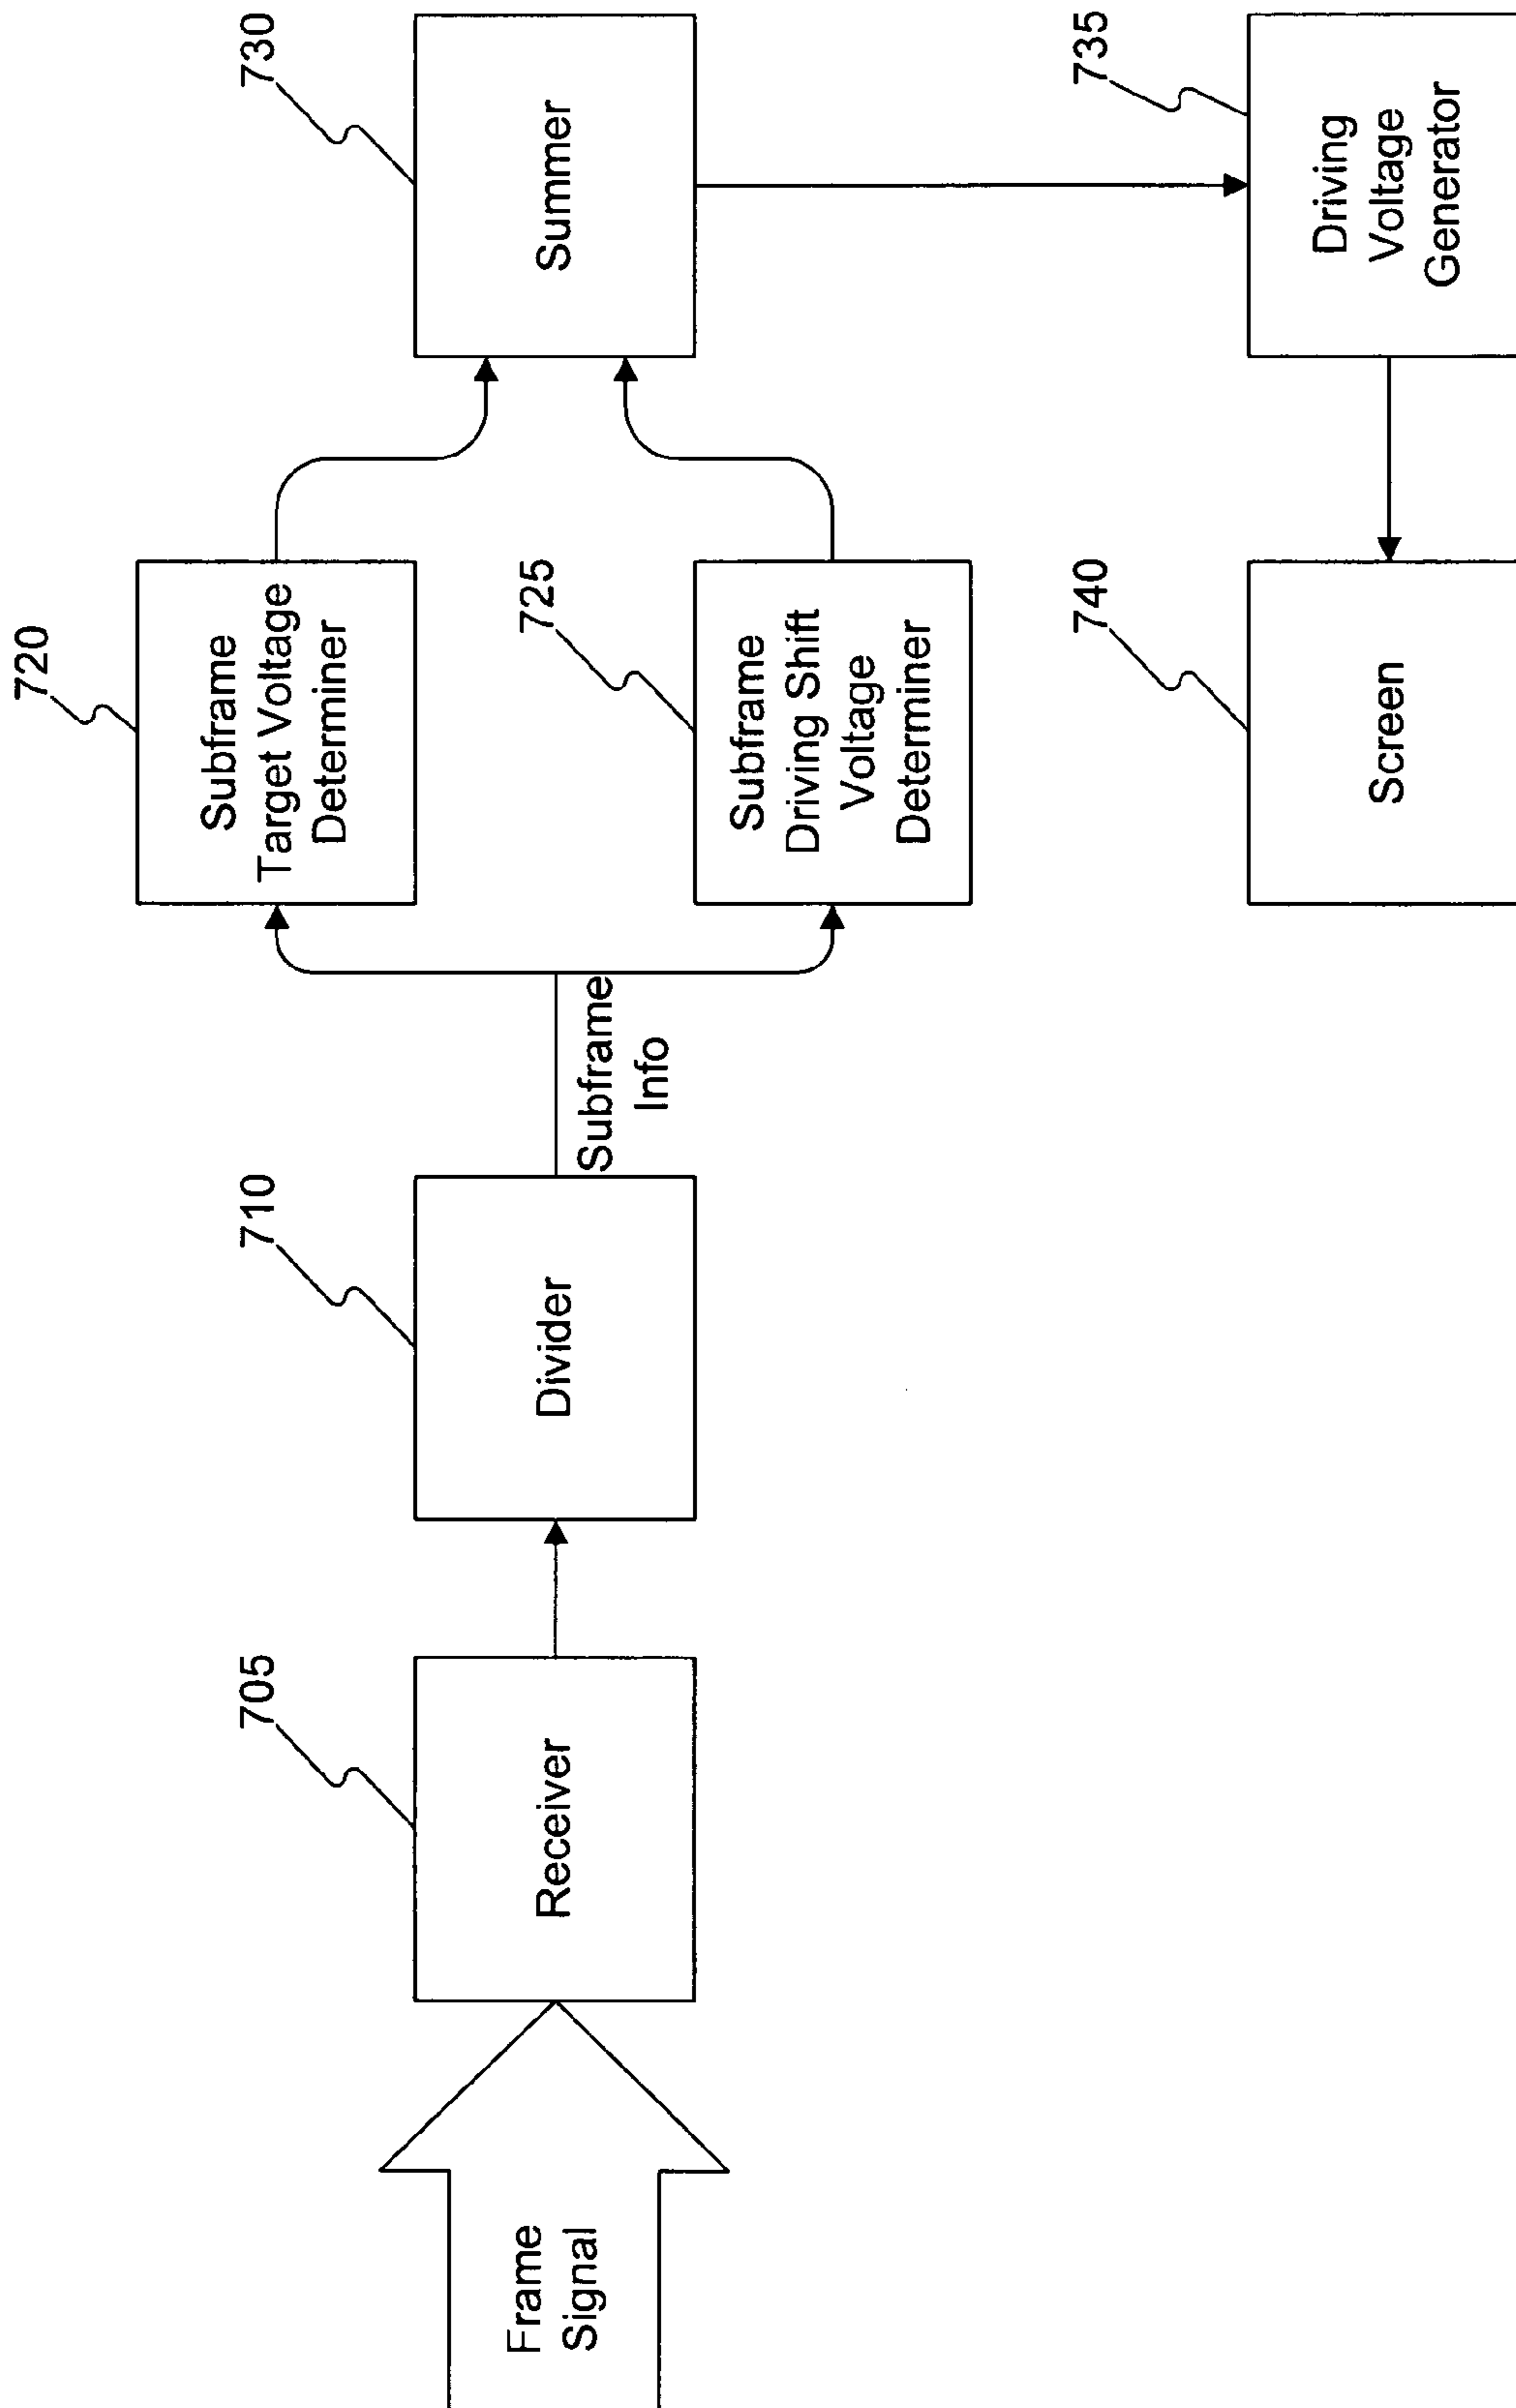 Frame
Signal
705
Receiver
710
Divider
Subframe
Info
720
Subframe
Target Voltage
Determiner
725
Subframe
Driving Shift
Voltage
Determiner
730
Summer
735
Driving
Voltage
Generator
740
Screen